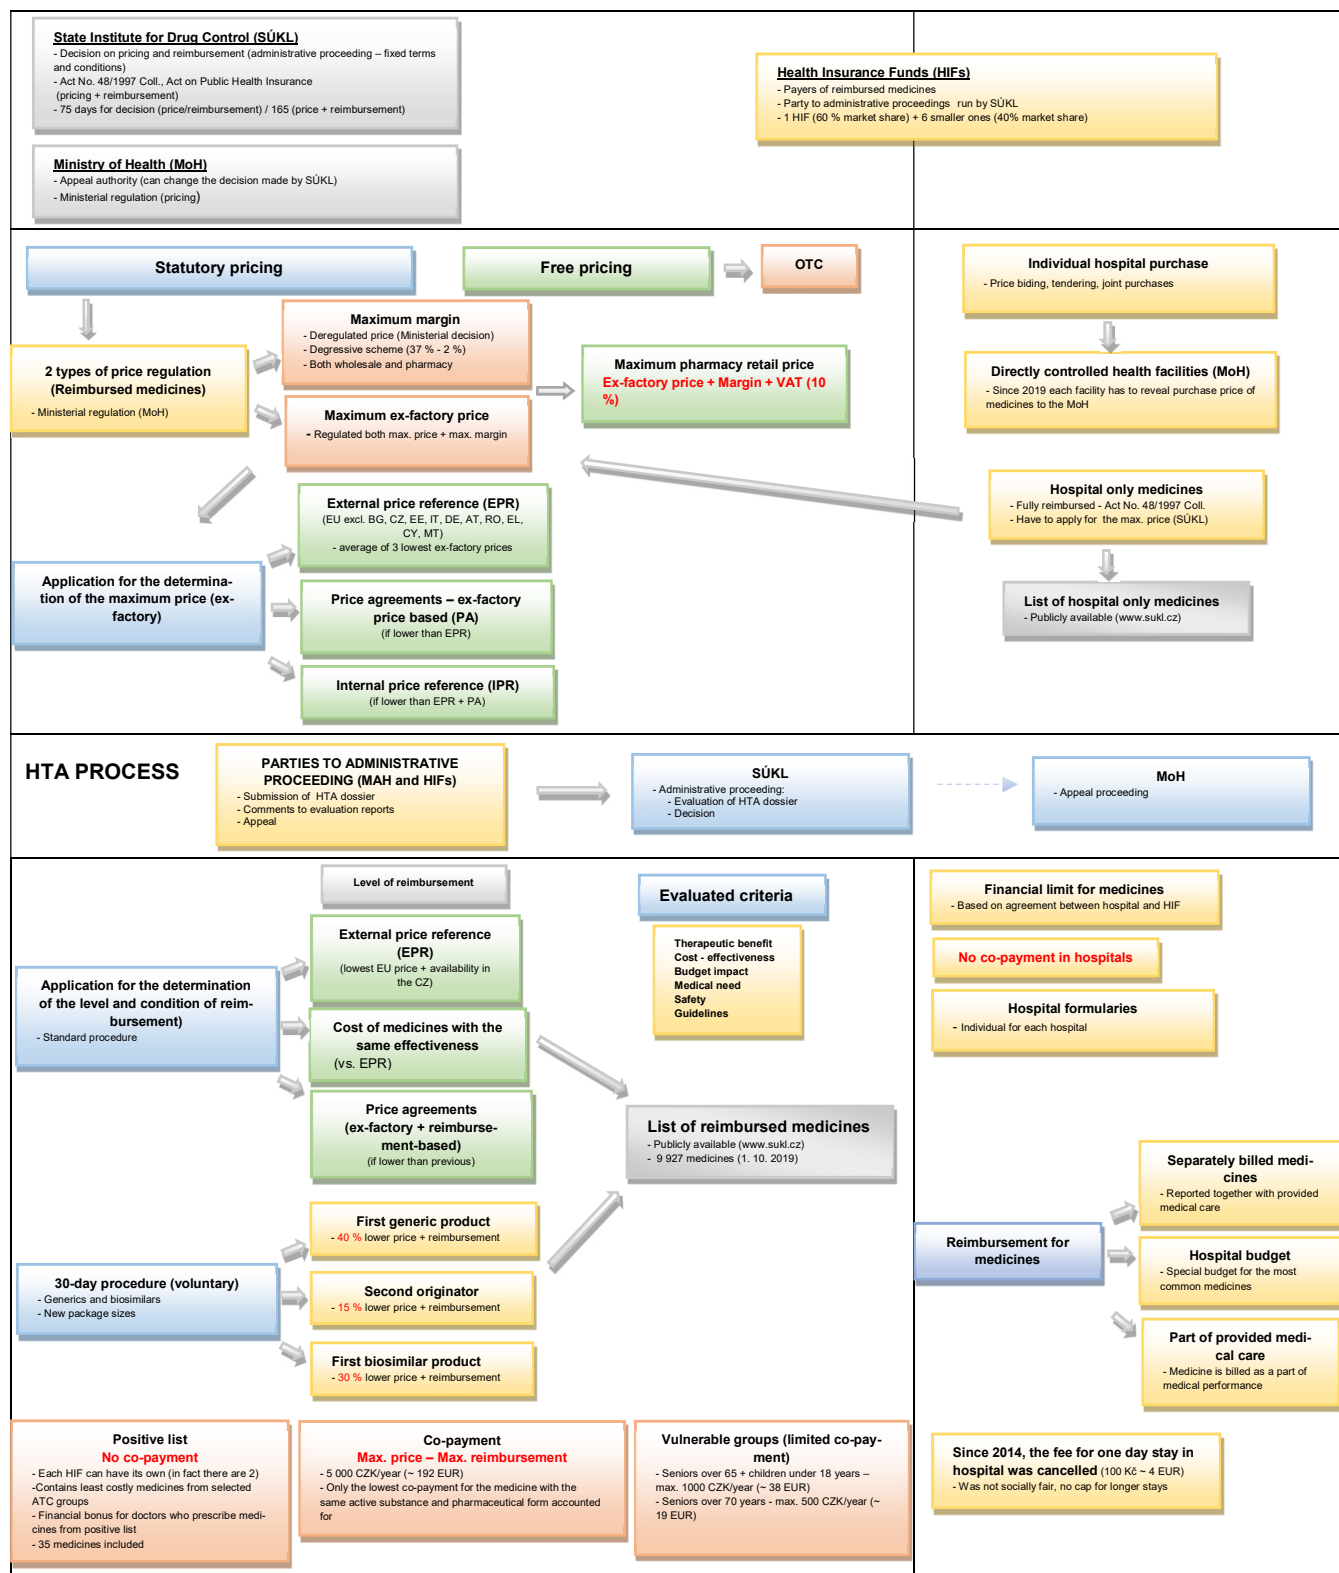 State Institute for Drug Control (SÚKL)
- Decision on pricing and reimbursement (administrative proceeding – fixed terms
and conditions)
- Act No. 48/1997 Coll., Act on Public Health Insurance
(pricing + reimbursement)
- 75 days for decision (price/reimbursement) / 165 (price + reimbursement)
Ministry of Health (MoH)
- Appeal authority (can change the decision made by SÚKL)
- Ministerial regulation (pricing)
Health Insurance Funds (HIFs)
- Payers of reimbursed medicines
- Party to administrative proceedings run by SÚKL
- 1 HIF (60 % market share) + 6 smaller ones (40% market share)
Statutory pricing
Free pricing
OTC
2 types of price regulation
(Reimbursed medicines)
- Ministerial regulation (MoH)
Maximum margin
- Deregulated price (Ministerial decision)
- Degressive scheme (37 % - 2 %)
- Both wholesale and pharmacy
Maximum ex-factory price
- Regulated both max. price + max. margin
Maximum pharmacy retail price
Ex-factory price + Margin + VAT (10
%)
Application for the determina-
tion of the maximum price (ex-
factory)
External price reference (EPR)
(EU excl. BG, CZ, EE, IT, DE, AT, RO, EL,
CY, MT)
- average of 3 lowest ex-factory prices
Price agreements – ex-factory
price based (PA)
(if lower than EPR)
Internal price reference (IPR)
(if lower than EPR + PA)
Individual hospital purchase
- Price biding, tendering, joint purchases
Directly controlled health facilities (MoH)
- Since 2019 each facility has to reveal purchase price of
medicines to the MoH
Hospital only medicines
- Fully reimbursed - Act No. 48/1997 Coll.
- Have to apply for the max. price (SÚKL)
List of hospital only medicines
- Publicly available (www.sukl.cz)
HTA PROCESS
PARTIES TO ADMINISTRATIVE
PROCEEDING (MAH and HIFs)
- Submission of HTA dossier
- Comments to evaluation reports
- Appeal
SÚKL
- Administrative proceeding:
- Evaluation of HTA dossier
- Decision
MoH
- Appeal proceeding
Level of reimbursement
Application for the determination
of the level and condition of reim-
bursement)
- Standard procedure
External price reference
(EPR)
(lowest EU price + availability in
the CZ)
Cost of medicines with the
same effectiveness
(vs. EPR)
Price agreements
(ex-factory + reimburse-
ment-based)
(if lower than previous)
Evaluated criteria
Therapeutic benefit
Cost - effectiveness
Budget impact
Medical need
Safety
Guidelines
List of reimbursed medicines
- Publicly available (www.sukl.cz)
- 9 927 medicines (1. 10. 2019)
30-day procedure (voluntary)
- Generics and biosimilars
- New package sizes
First generic product
- 40 % lower price + reimbursement
Second originator
- 15 % lower price + reimbursement
First biosimilar product
- 30 % lower price + reimbursement
Positive list
No co-payment
- Each HIF can have its own (in fact there are 2)
-Contains least costly medicines from selected
ATC groups
- Financial bonus for doctors who prescribe medi-
cines from positive list
- 35 medicines included
Co-payment
Max. price – Max. reimbursement
- 5 000 CZK/year (~ 192 EUR)
- Only the lowest co-payment for the medicine with the
same active substance and pharmaceutical form accounted
for
Vulnerable groups (limited co-pay-
ment)
- Seniors over 65 + children under 18 years –
max. 1000 CZK/year (~ 38 EUR)
- Seniors over 70 years - max. 500 CZK/year (~
19 EUR)
Financial limit for medicines
- Based on agreement between hospital and HIF
No co-payment in hospitals
Hospital formularies
- Individual for each hospital
Reimbursement for
medicines
Separately billed medi-
cines
- Reported together with provided
medical care
Hospital budget
- Special budget for the most
common medicines
Part of provided medi-
cal care
- Medicine is billed as a part of
medical performance
Since 2014, the fee for one day stay in
hospital was cancelled (100 Kč ~ 4 EUR)
- Was not socially fair, no cap for longer stays